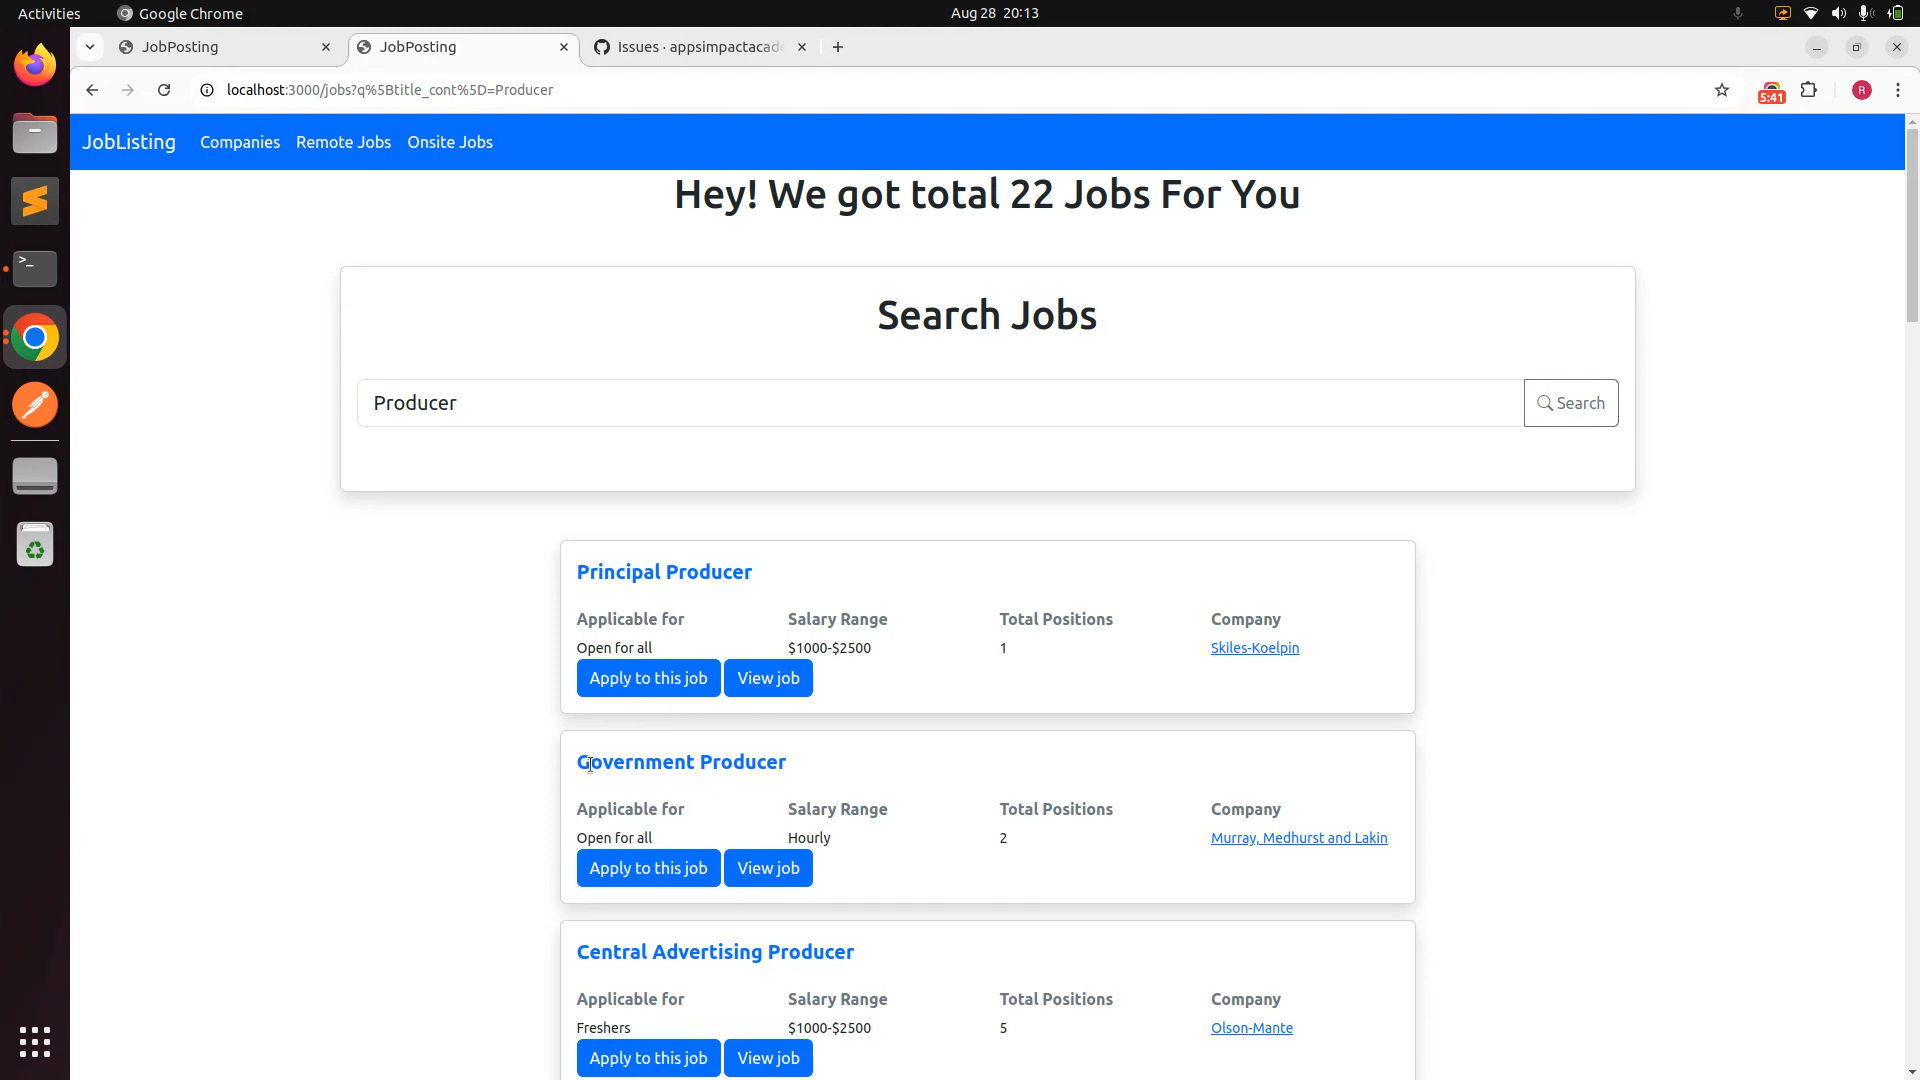 Activities Google Chrome Aug 28 20:13
JobPosting JobPosting Issues · appsimpactacade
localhost:3000/jobs?q%5Btitle_cont%5D=Producer 5:41 R
JobListing Companies Remote Jobs Onsite Jobs
Hey! We got total 22 Jobs For You
Search Jobs
Producer Search
Principal Producer
Applicable for Salary Range Total Positions Company
Open for all $1000-$2500 1 Skiles-Koelpin
Apply to this job View job
Government Producer
Applicable for Salary Range Total Positions Company
Open for all Hourly 2 Murray, Medhurst and Lakin
Apply to this job View job
Central Advertising Producer
Applicable for Salary Range Total Positions Company
Freshers $1000-$2500 5 Olson-Mante
Apply to this job View job